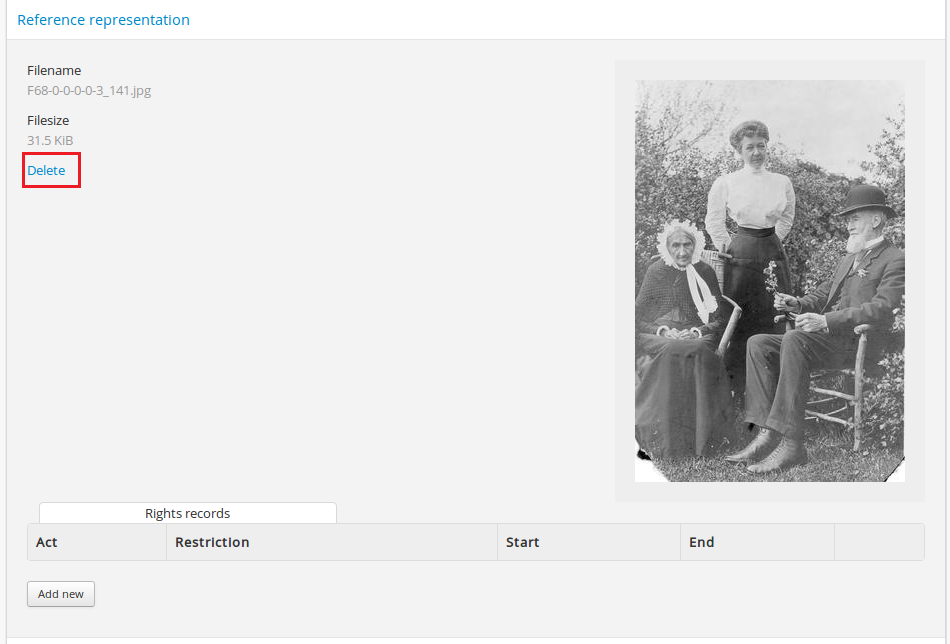 Reference representation
Filename
F68-0-0-0-0-3_141.jpg
Filesize
31.5 KiB
Delete
Rights records
Act Restriction Start End
Add new